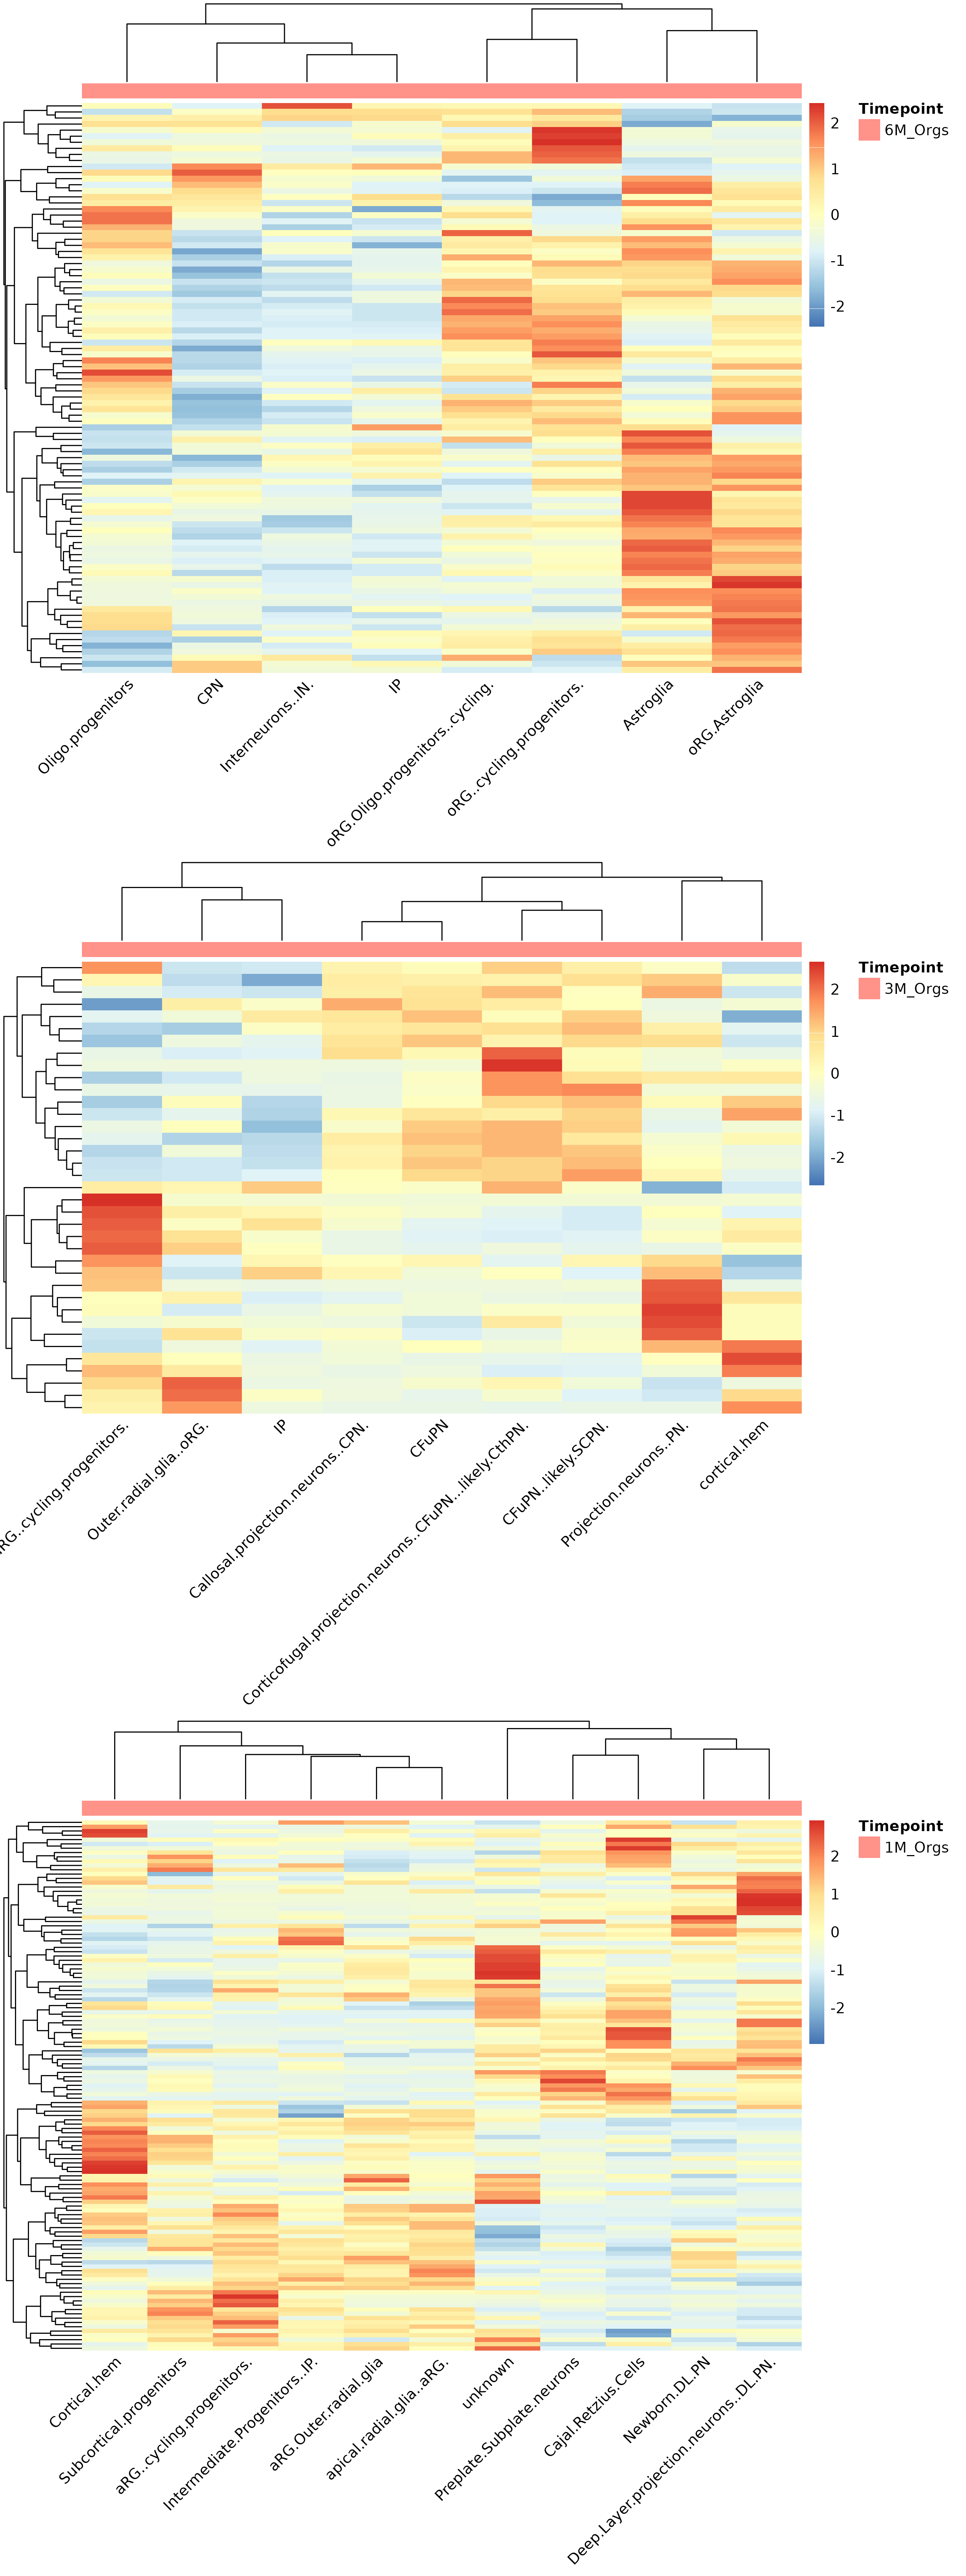 Timepoint
6M_Orgs
2
1
0
-1
-2
Oligo.progenitors
CPN
Interneurons..IN.
IP
oRG.Oligo.progenitors..cycling.
oRG..cycling.progenitors.
Astroglia
oRG.Astroglia
Timepoint
3M_Orgs
2
1
0
-1
-2
RG..cycling.progenitors.
Outer.radial.glia..oRG.
IP
Callosal.projection.neurons..CPN.
CFuPN
Corticofugal.projection.neurons..CFuPN...likely.CthPN.
CFuPN..likely.SCPN.
Projection.neurons..PN.
cortical.hem
Timepoint
1M_Orgs
2
1
0
-1
-2
Cortical.hem
Subcortical.progenitors
aRG..cycling.progenitors.
Intermediate.Progenitors..IP.
aRG.Outer.radial.glia
apical.radial.glia..aRG.
unknown
Preplate.Subplate.neurons
Cajal.Retzius.Cells
Newborn.DL.PN
Deep.Layer.projection.neurons..DL.PN.